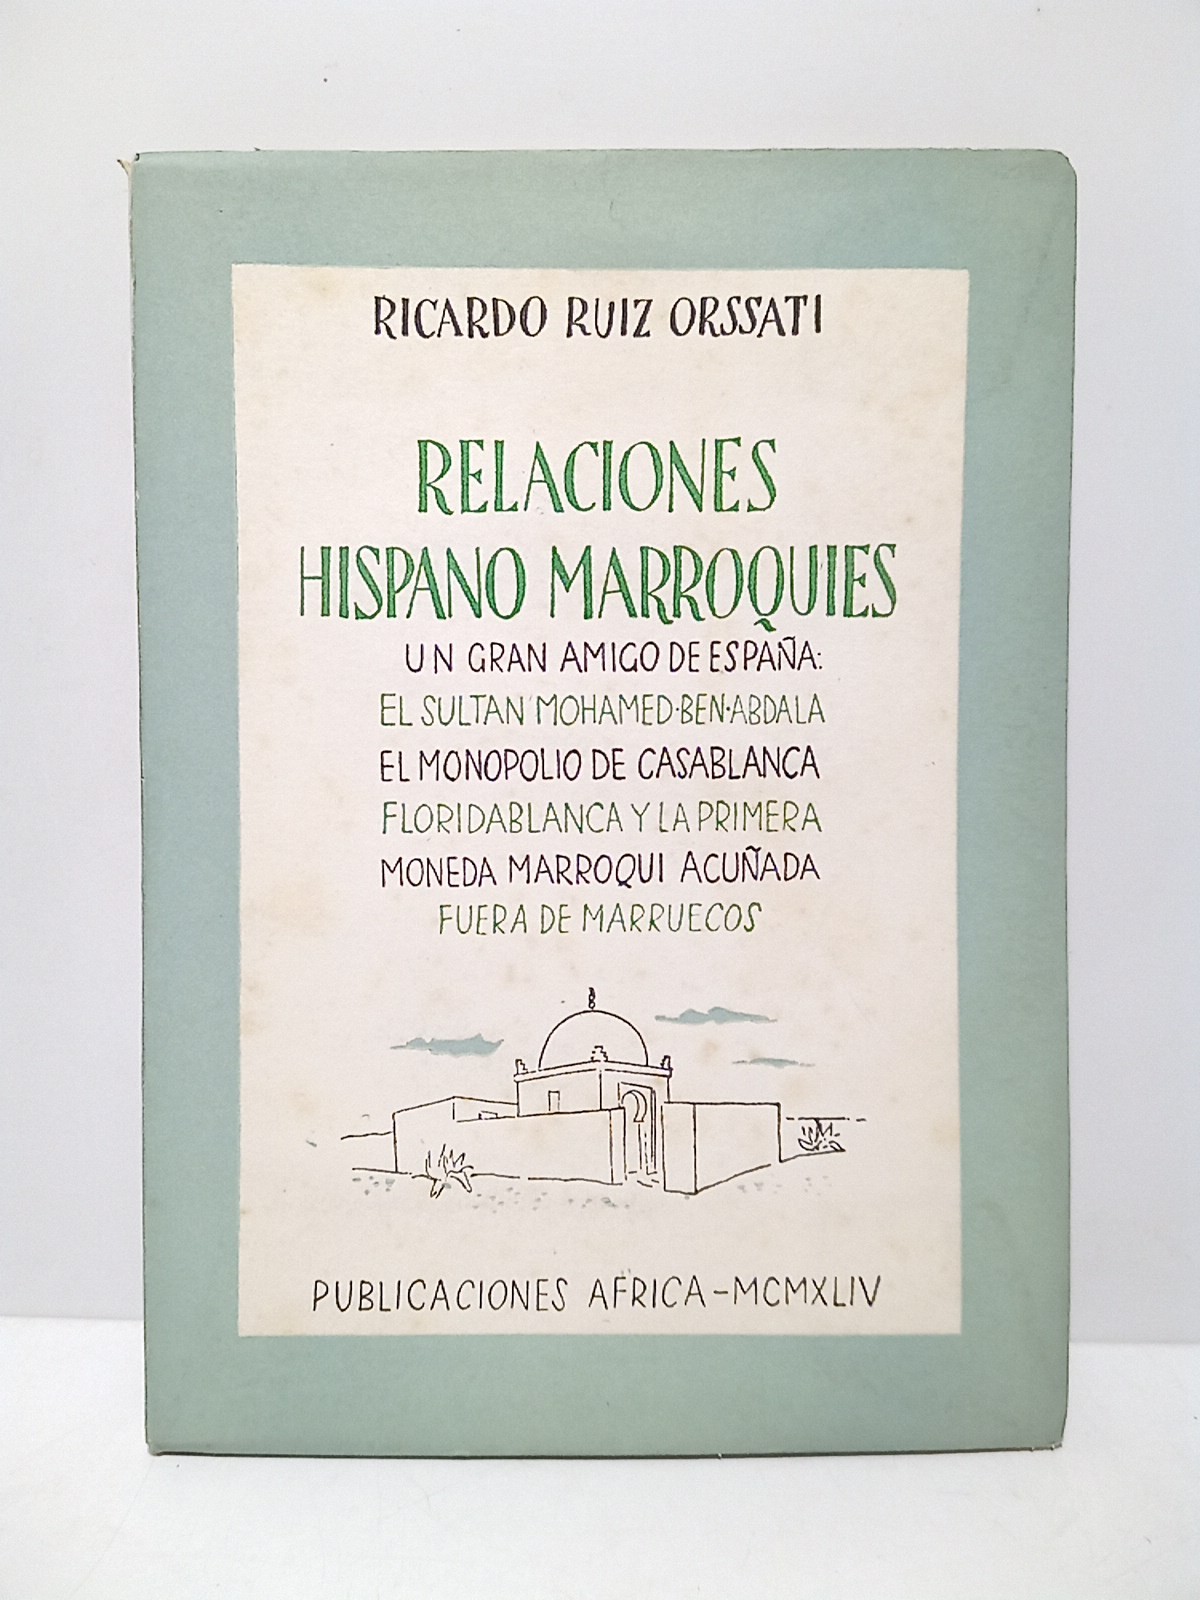 RICARDO RUIZ ORSSATI
RELACIONES
HISPANO MARROQUIES
UN GRAN AMIGO DE ESPAÑA:
EL SULTAN MOHAMED·BEN·ABDALA
EL MONOPOLIO DE CASABLANCA
FLORIDABLANCA Y LA PRIMERA
MONEDA MARROQUI ACUÑADA
FUERA DE MARRUECOS
PUBLICACIONES AFRICA-MCMXLIV